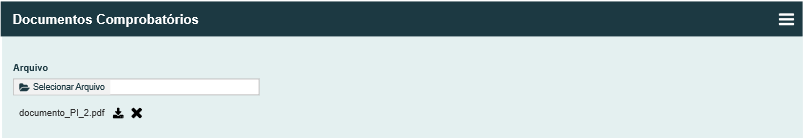 Documentos Comprobatórios
Arquivo
Selecionar Arquivo
documento_PI_2.pdf